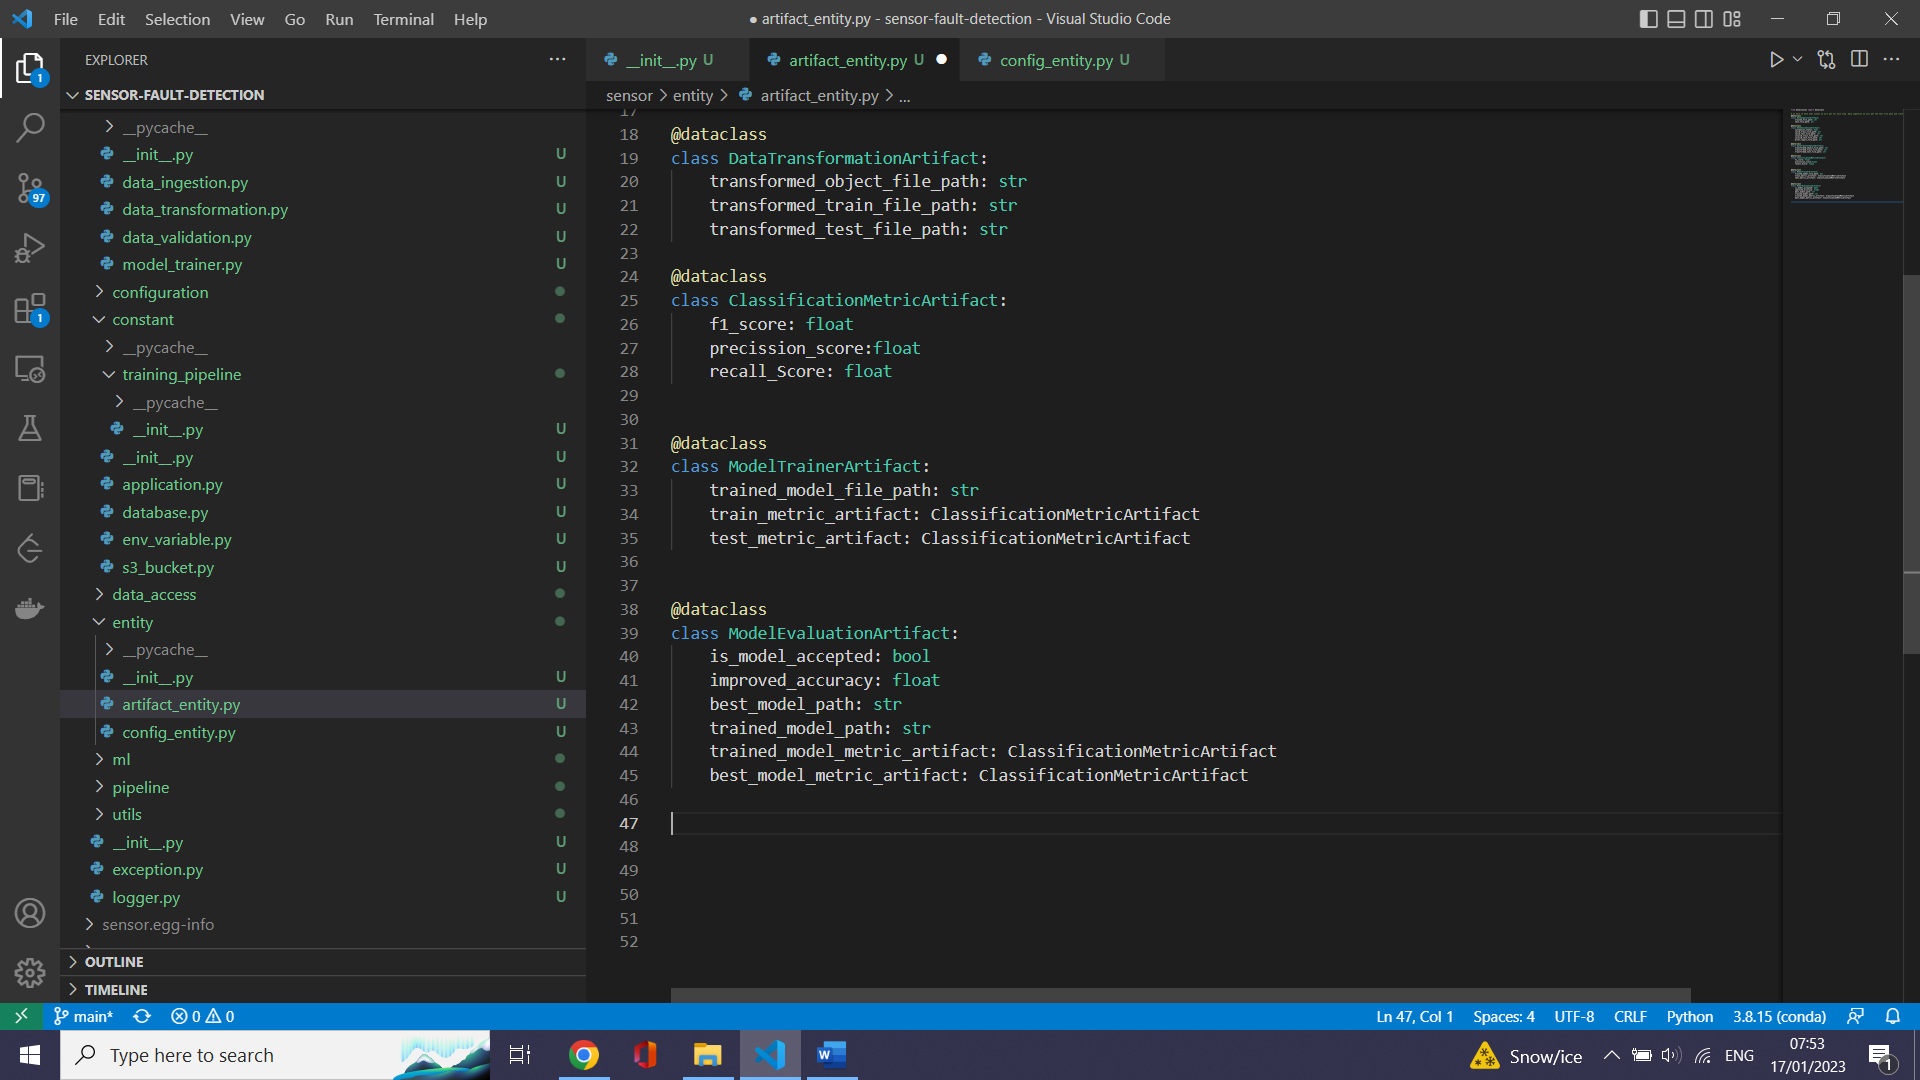 File Edit Selection View Go Run Terminal Help
● artifact_entity.py - sensor-fault-detection - Visual Studio Code
EXPLORER
SENSOR-FAULT-DETECTION
__pycache__
__init__.py U
data_ingestion.py U
data_transformation.py U
data_validation.py U
model_trainer.py U
configuration
constant
__pycache__
training_pipeline
__pycache__
__init__.py U
__init__.py U
application.py U
database.py U
env_variable.py U
s3_bucket.py U
data_access
entity
__pycache__
__init__.py U
artifact_entity.py U
config_entity.py U
ml
pipeline
utils
__init__.py U
exception.py U
logger.py U
sensor.egg-info
OUTLINE
TIMELINE
1
97
1
__init__.py U
artifact_entity.py U
config_entity.py U
sensor > entity > artifact_entity.py > ...
17
18 @dataclass
19 class DataTransformationArtifact:
20 transformed_object_file_path: str
21 transformed_train_file_path: str
22 transformed_test_file_path: str
23
24 @dataclass
25 class ClassificationMetricArtifact:
26 f1_score: float
27 precission_score:float
28 recall_Score: float
29
30
31 @dataclass
32 class ModelTrainerArtifact:
33 trained_model_file_path: str
34 train_metric_artifact: ClassificationMetricArtifact
35 test_metric_artifact: ClassificationMetricArtifact
36
37
38 @dataclass
39 class ModelEvaluationArtifact:
40 is_model_accepted: bool
41 improved_accuracy: float
42 best_model_path: str
43 trained_model_path: str
44 trained_model_metric_artifact: ClassificationMetricArtifact
45 best_model_metric_artifact: ClassificationMetricArtifact
46
47
48
49
50
51
52
main* 0 0
Ln 47, Col 1 Spaces: 4 UTF-8 CRLF Python 3.8.15 (conda)
Type here to search
Snow/ice ENG
07:53
17/01/2023
1